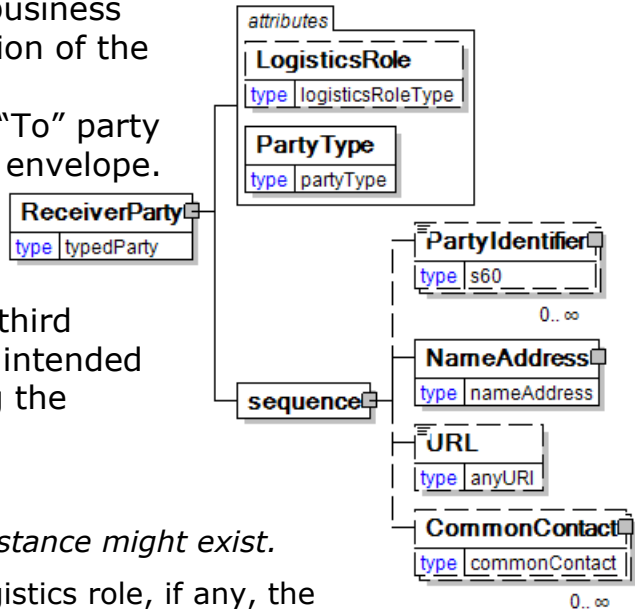 business
tion of the
“To” party
envelope.
third
intended
g the
stance might exist.
gistics role, if any, the
attributes
LogisticsRole
type logisticsRoleType
PartyType
type partyType
ReceiverParty
type typedParty
sequence
PartyIdentifier
type s60
0.. ∞
NameAddress
type nameAddress
URL
type anyURI
CommonContact
type commonContact
0.. ∞